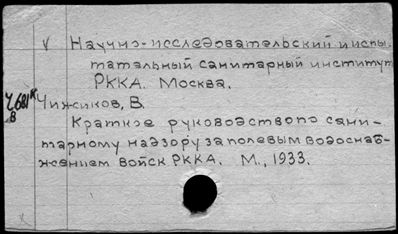 √ Научно-исследовательский испы
тательный санитарный институт
РККА. Москва.
Чижиков, В.
Краткое руководство по сани-
тарному надзору за полевым водоснаб-
жением войск РККА. М., 1933.